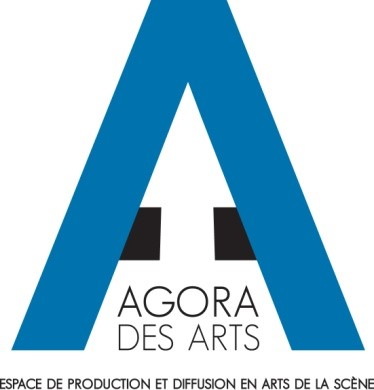 A
AGORA
DES ARTS
ESPACE DE PRODUCTION ET DIFFUSION EN ARTS DE LA SCÈNE